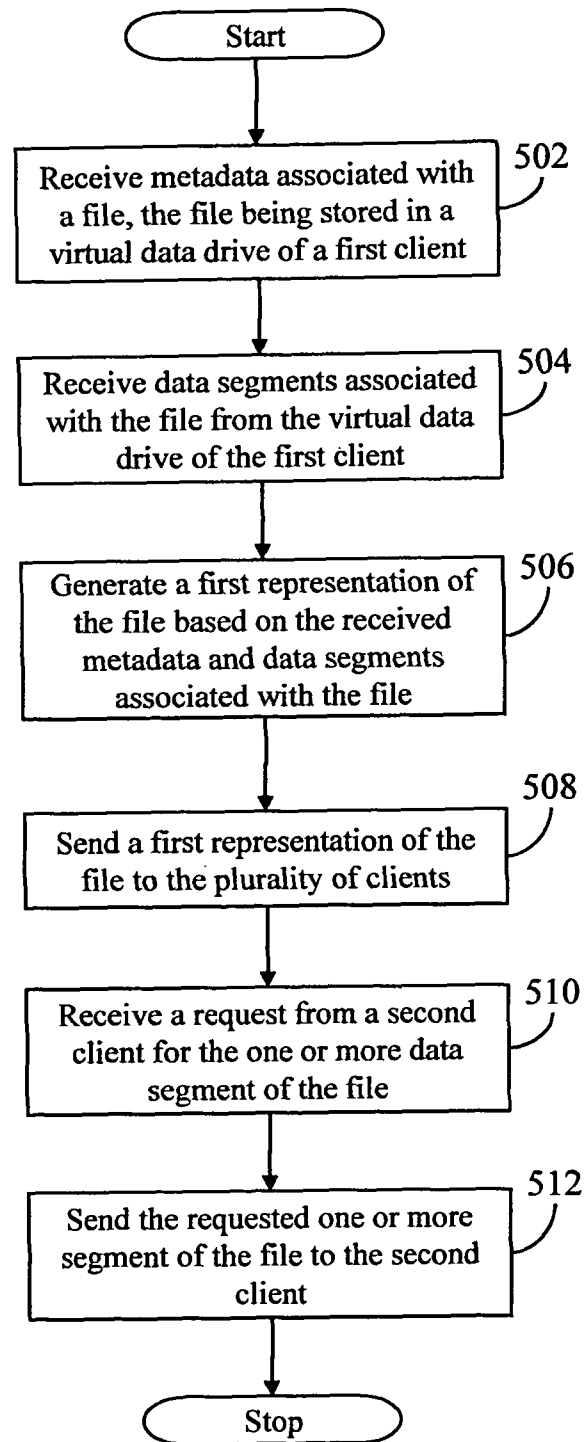 Start
502
Receive metadata associated with
a file, the file being stored in a
virtual data drive of a first client
504
Receive data segments associated
with the file from the virtual data
drive of the first client
506
Generate a first representation of
the file based on the received
metadata and data segments
associated with the file
508
Send a first representation of the
file to the plurality of clients
510
Receive a request from a second
client for the one or more data
segment of the file
512
Send the requested one or more
segment of the file to the second
client
Stop